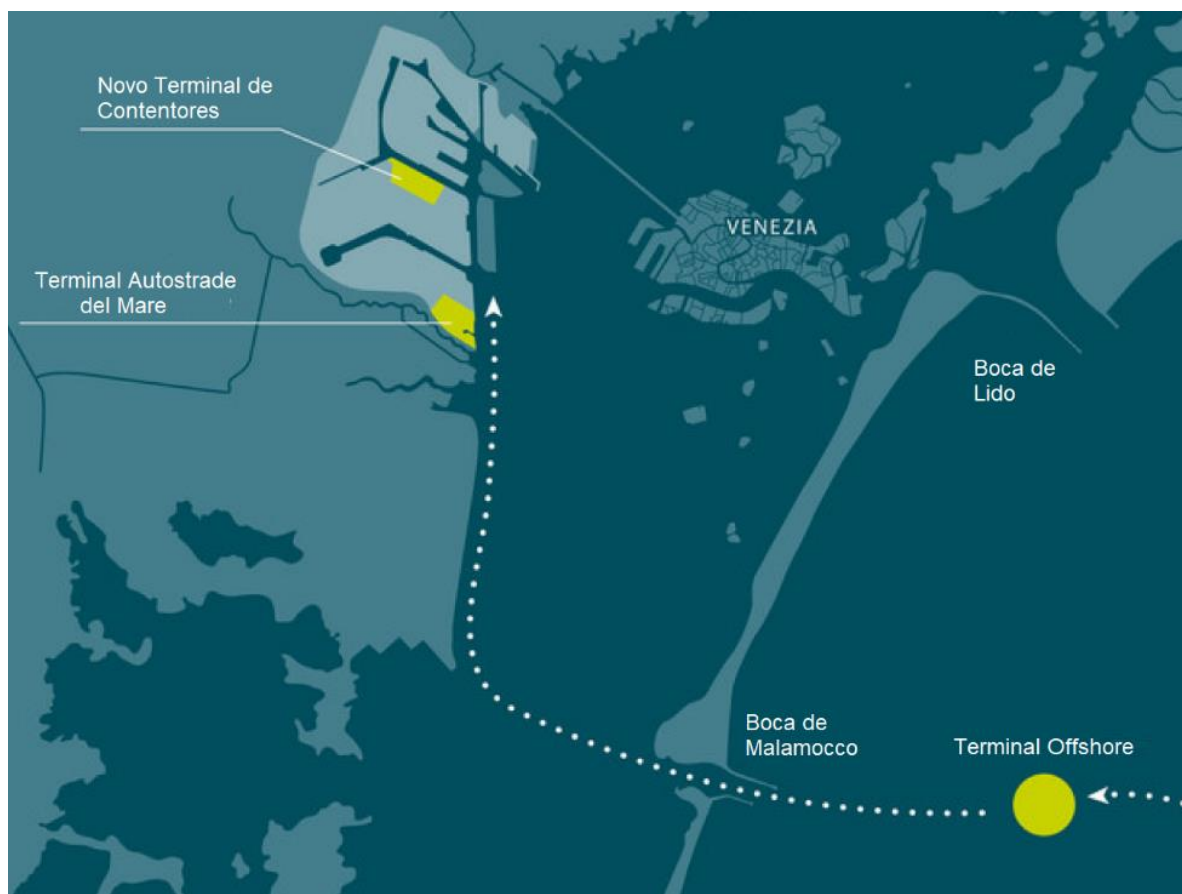 Novo Terminal de
Contentores
VENEZIA
Terminal Autostrade
del Mare
Boca de
Lido
Boca de
Malamocco
Terminal Offshore